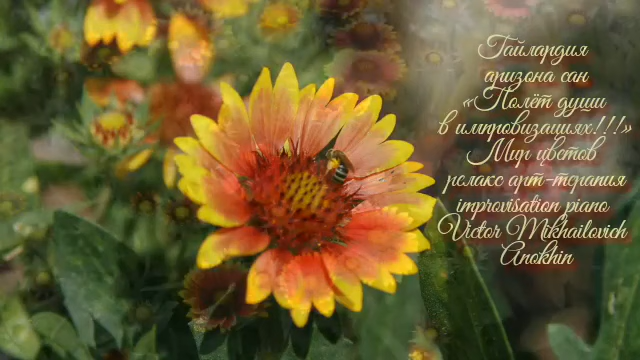 Гайлардия
аризона сан
«Полёт души
в импровизациях!!!»
Мир цветов
релакс арт-терапия
improvisation piano
Victor Mikhailovich
Anokhin